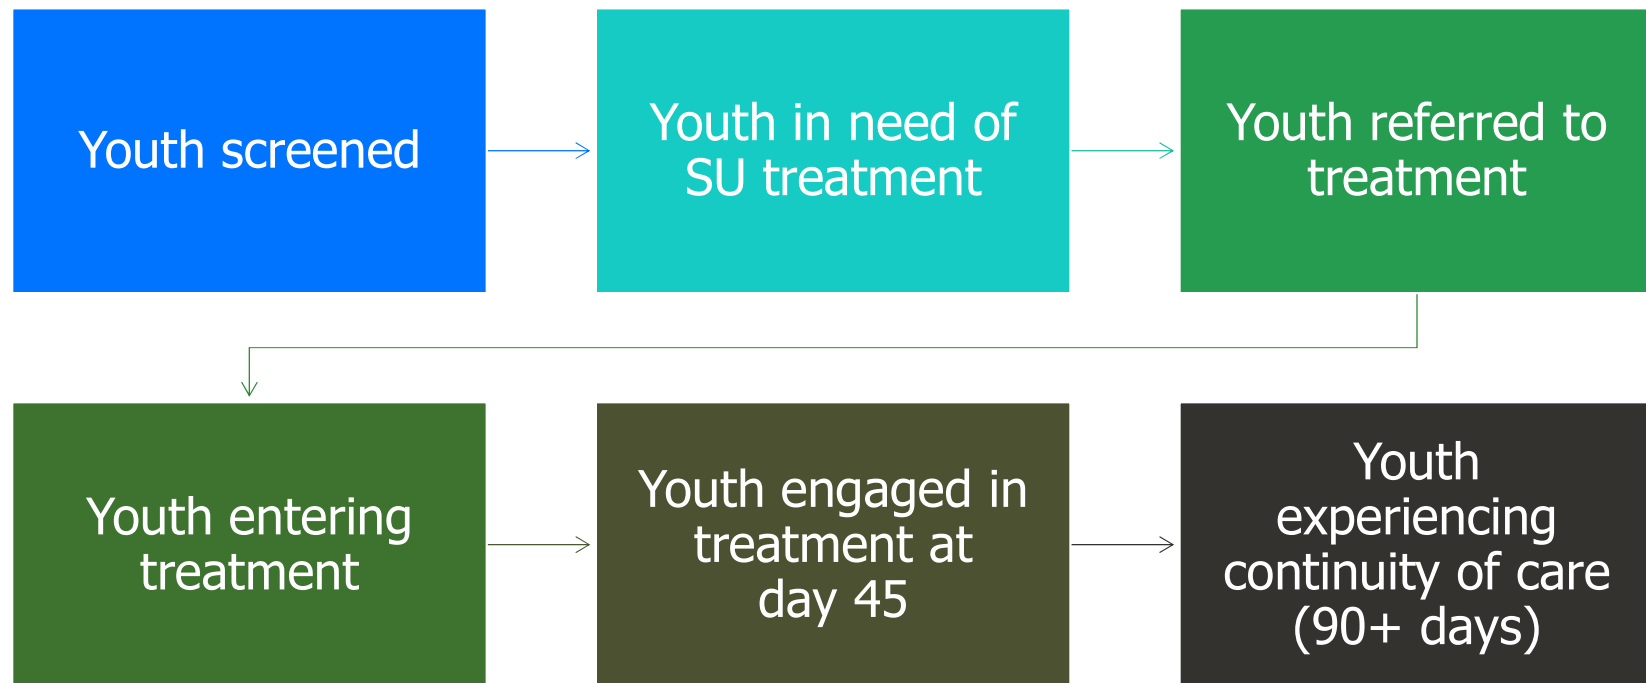 Youth screened
Youth in need of
SU treatment
Youth referred to
treatment
Youth entering
treatment
Youth engaged in
treatment at
day 45
Youth
experiencing
continuity of care
(90+ days)